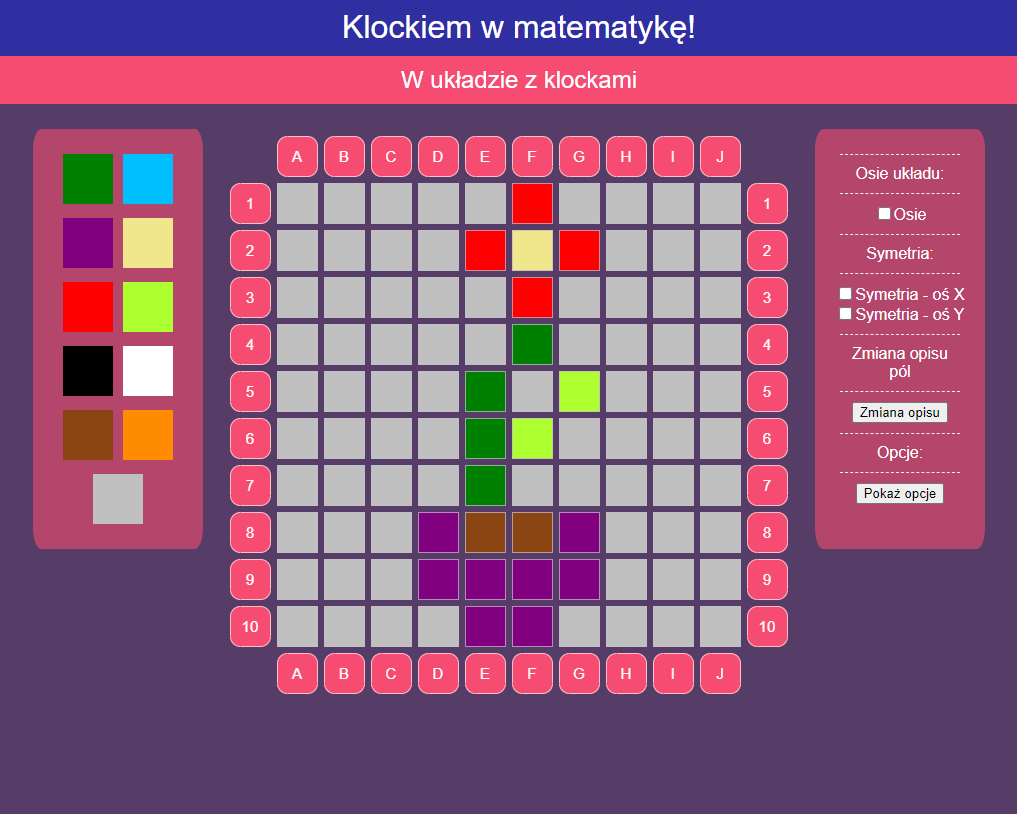 Klockiem w matematykę!
W układzie z klockami
A B C D E F G H I J
1 1
2 2
3 3
4 4
5 5
6 6
7 7
8 8
9 9
10 10
A B C D E F G H I J
Osie układu:
Osie
Symetria:
Symetria - oś X
Symetria - oś Y
Zmiana opisu
pól
Zmiana opisu
Opcje:
Pokaż opcje